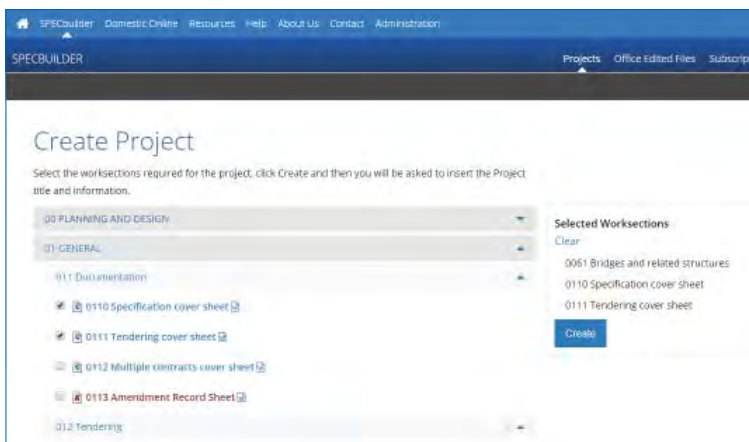 SPECbuilder Domestic Online Resources Help About Us Contact Administration
SPECBUILDER Projects Office Edited Files Subscrip
Create Project
Select the worksections required for the project, click Create and then you will be asked to insert the Project
title and information.
00 PLANNING AND DESIGN
01 GENERAL
011 Documentation
0110 Specification cover sheet
0111 Tendering cover sheet
0112 Multiple contracts cover sheet
0113 Amendment Record Sheet
012 Tendering
Selected Worksections
Clear
0061 Bridges and related structures
0110 Specification cover sheet
0111 Tendering cover sheet
Create